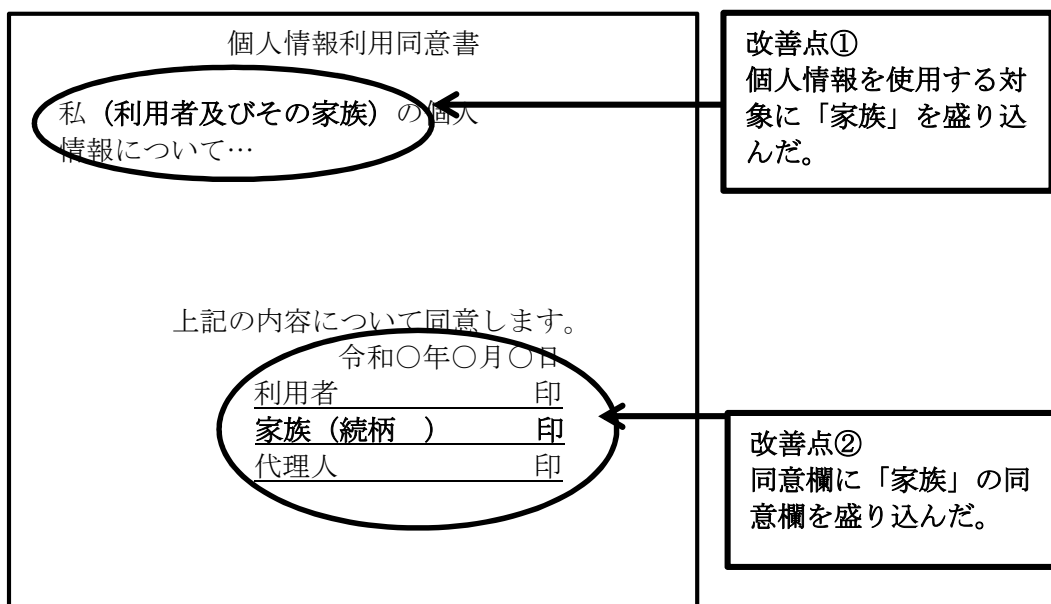 個人情報利用同意書
私（利用者及びその家族）の個人
情報について…
上記の内容について同意します。
令和〇年〇月〇日
利用者　　　　　　　印
家族（続柄　）　　　印
代理人　　　　　　　印
改善点①
個人情報を使用する対
象に「家族」を盛り込
んだ。
改善点②
同意欄に「家族」の同
意欄を盛り込んだ。